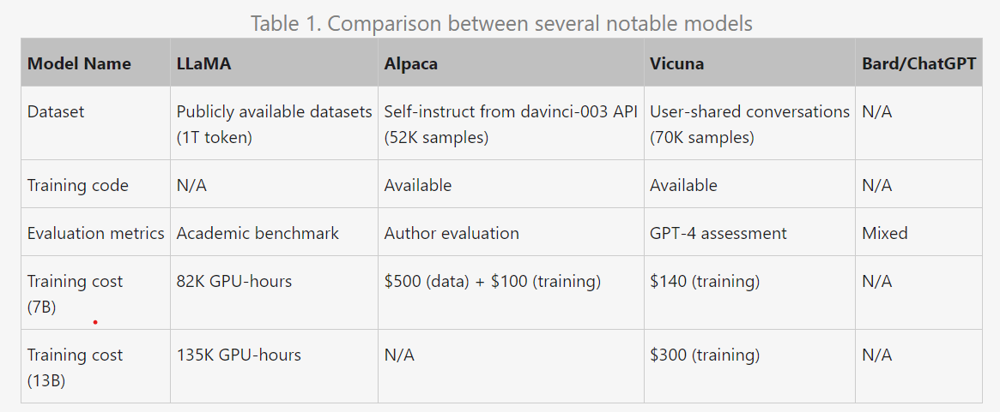 Table 1. Comparison between several notable models
Model Name LLaMA Alpaca Vicuna Bard/ChatGPT
Dataset Publicly available datasets Self-instruct from davinci-003 API User-shared conversations N/A
(1T token) (52K samples) (70K samples)
Training code N/A Available Available N/A
Evaluation metrics Academic benchmark Author evaluation GPT-4 assessment Mixed
Training cost 82K GPU-hours $500 (data) + $100 (training) $140 (training) N/A
(7B)
Training cost 135K GPU-hours N/A $300 (training) N/A
(13B)